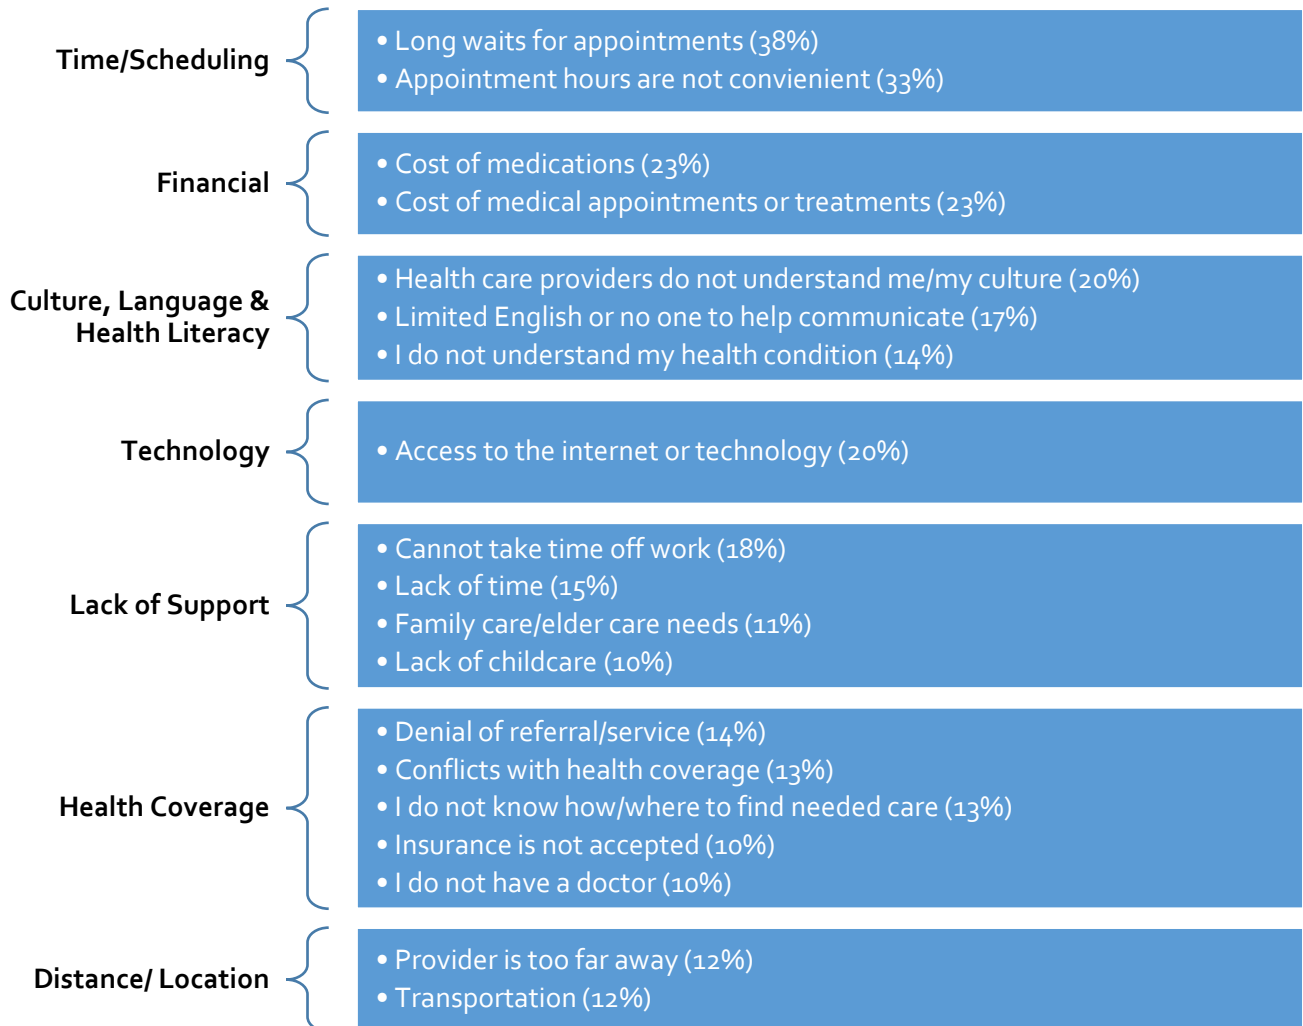 Time/Scheduling
• Long waits for appointments (38%)
• Appointment hours are not convienient (33%)
Financial
• Cost of medications (23%)
• Cost of medical appointments or treatments (23%)
Culture, Language &
Health Literacy
• Health care providers do not understand me/my culture (20%)
• Limited English or no one to help communicate (17%)
• I do not understand my health condition (14%)
Technology
• Access to the internet or technology (20%)
Lack of Support
• Cannot take time off work (18%)
• Lack of time (15%)
• Family care/elder care needs (11%)
• Lack of childcare (10%)
Health Coverage
• Denial of referral/service (14%)
• Conflicts with health coverage (13%)
• I do not know how/where to find needed care (13%)
• Insurance is not accepted (10%)
• I do not have a doctor (10%)
Distance/ Location
• Provider is too far away (12%)
• Transportation (12%)